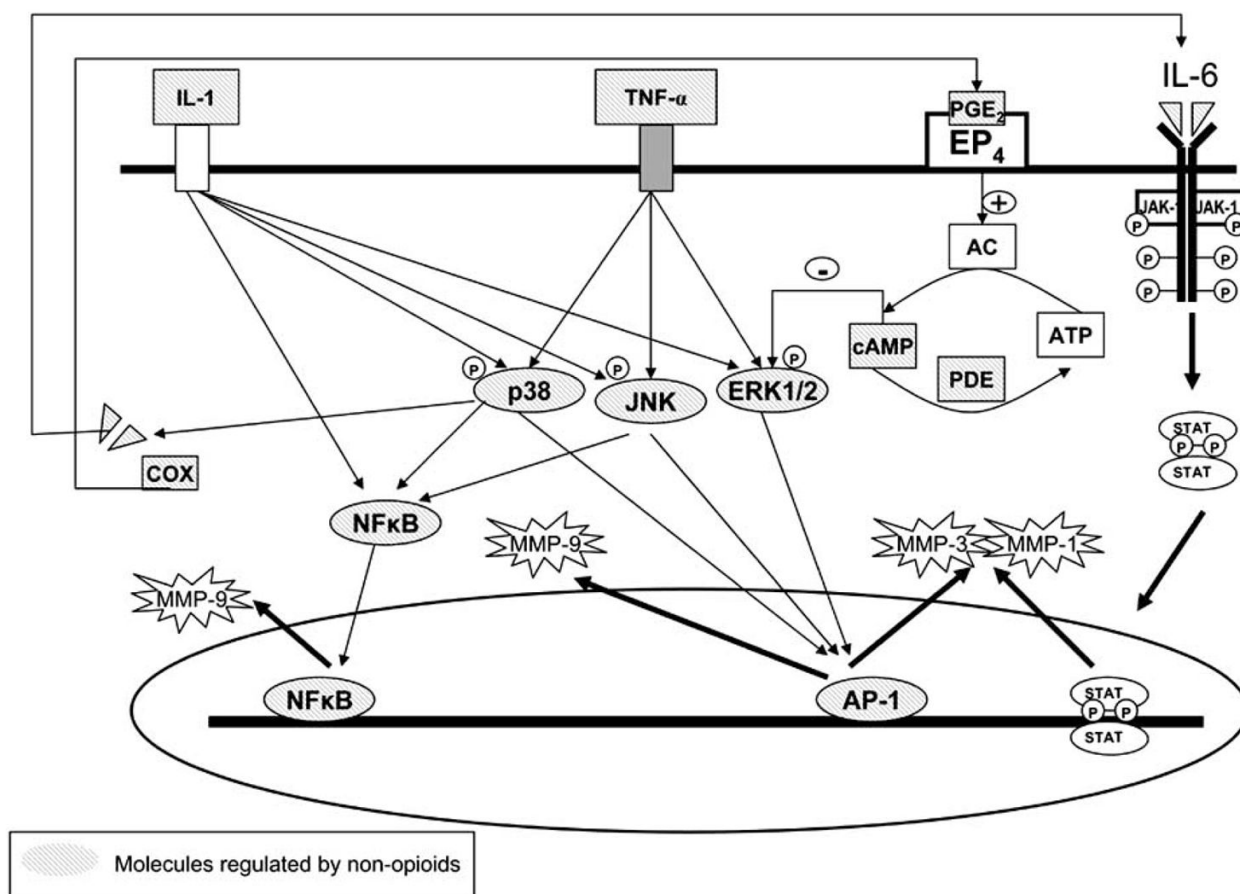 IL-6
IL-1
TNF-α
PGE2
EP4
JAK-1
JAK-1
P
P
+
AC
P
P
P
P
-
cAMP
ATP
PDE
P
P
P
p38
JNK
ERK1/2
COX
STAT
P
P
STAT
NFκB
MMP-9
MMP-3
MMP-1
MMP-9
NFκB
AP-1
STAT
P
P
STAT
Molecules regulated by non-opioids